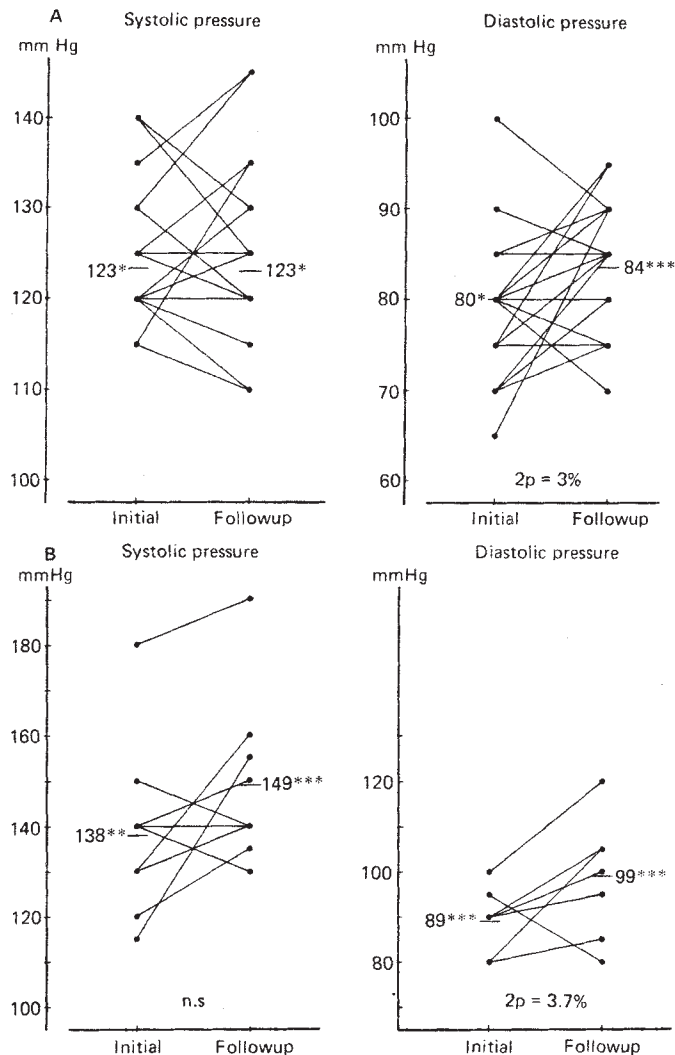 A
Systolic pressure
Diastolic pressure
mm Hg
mm Hg
140
130
120
110
100
123*
123*
100
90
80
70
60
80*
84***
2p = 3%
Initial
Followup
Initial
Followup
B
Systolic pressure
Diastolic pressure
mmHg
mmHg
180
160
140
120
100
138**
149***
n.s
120
100
80
89***
99***
2p = 3.7%
Initial
Followup
Initial
Followup